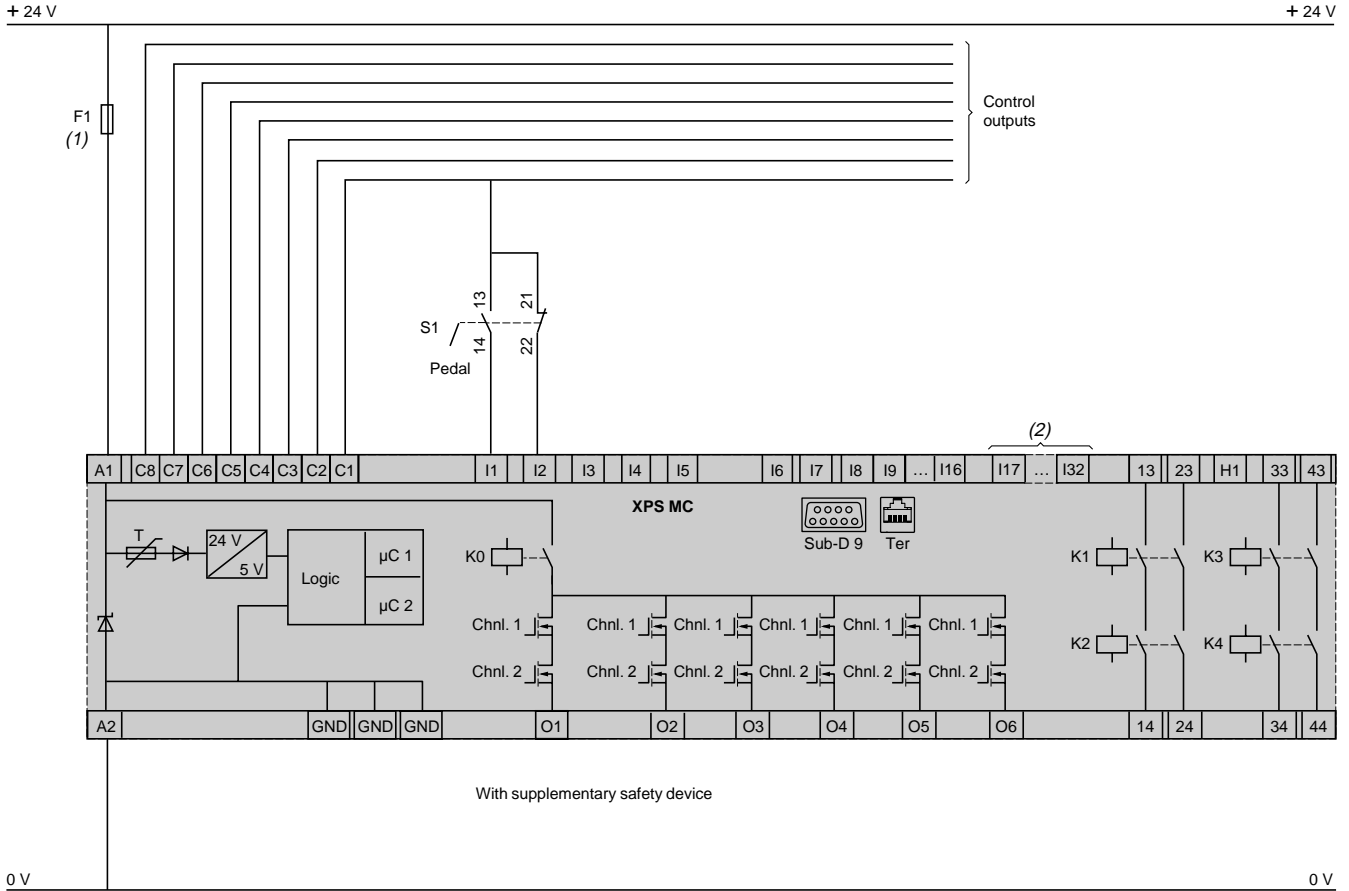 + 24 V + 24 V
F1
(1)
Control
outputs
13 21
S1
14 22
Pedal
(2)
A1 C8 C7 C6 C5 C4 C3 C2 C1 I1 I2 I3 I4 I5 I6 I7 I8 I9 … I16 I17 … I32 13 23 H1 33 43
XPS MC
Sub-D 9 Ter
T
24 V
5 V
Logic
µC 1
µC 2
K0 K1 K3
Chnl. 1 Chnl. 1 Chnl. 1 Chnl. 1 Chnl. 1 Chnl. 1
K2 K4
Chnl. 2 Chnl. 2 Chnl. 2 Chnl. 2 Chnl. 2 Chnl. 2
A2 GND GND GND O1 O2 O3 O4 O5 O6 14 24 34 44
With supplementary safety device
0 V 0 V